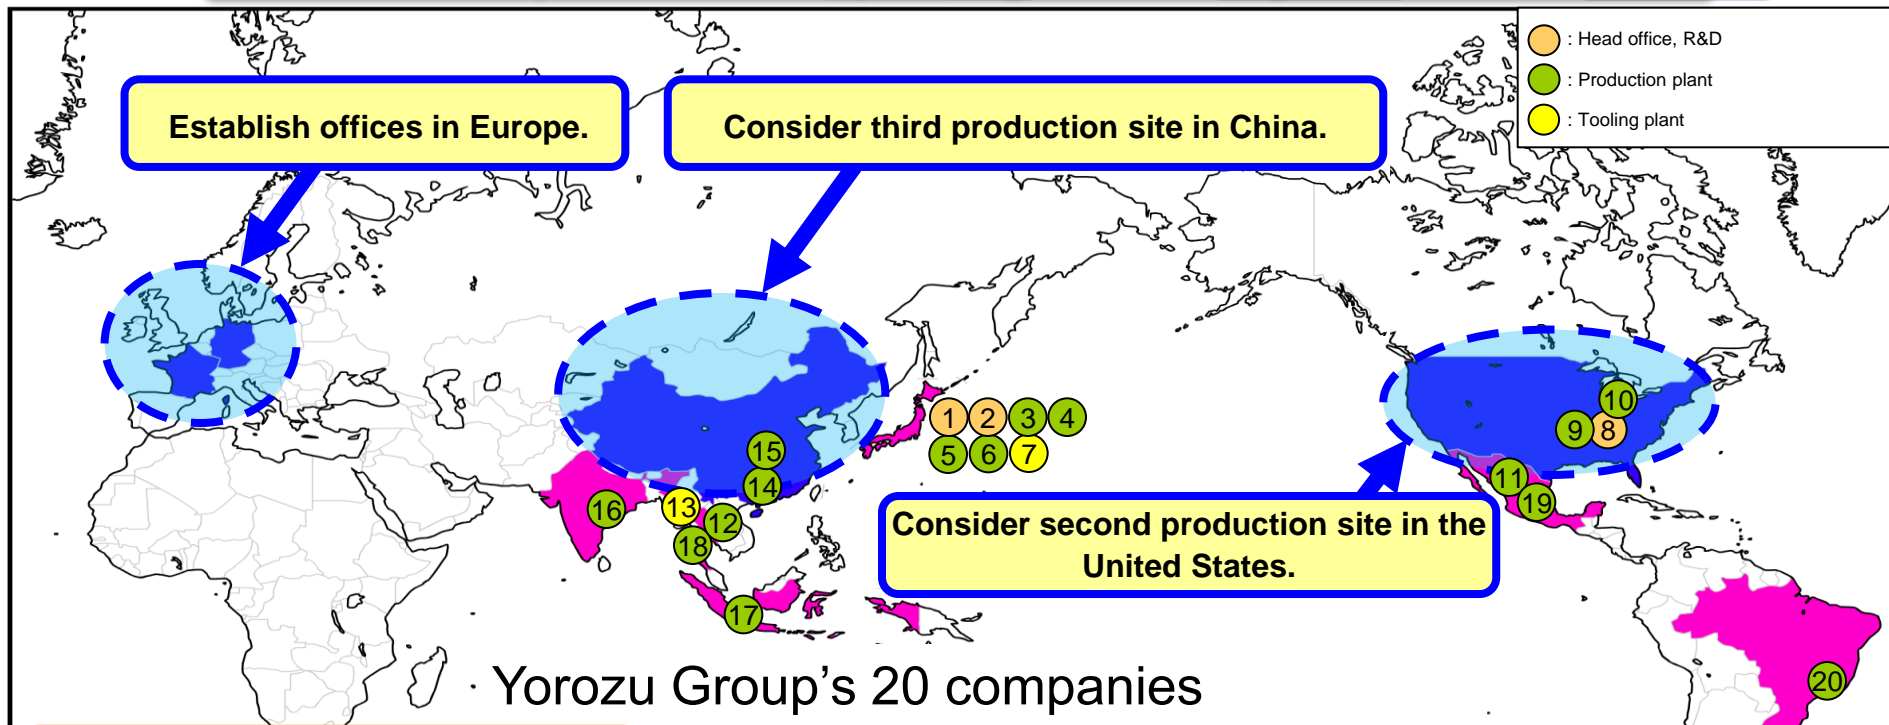 : Head office, R&D
: Production plant
: Tooling plant
Establish offices in Europe.
Consider third production site in China.
1 2 3 4
5 6 7
10
9 8
15
14
11
19
16
13
12
18
Consider second production site in the
United States.
17
20
Yorozu Group’s 20 companies